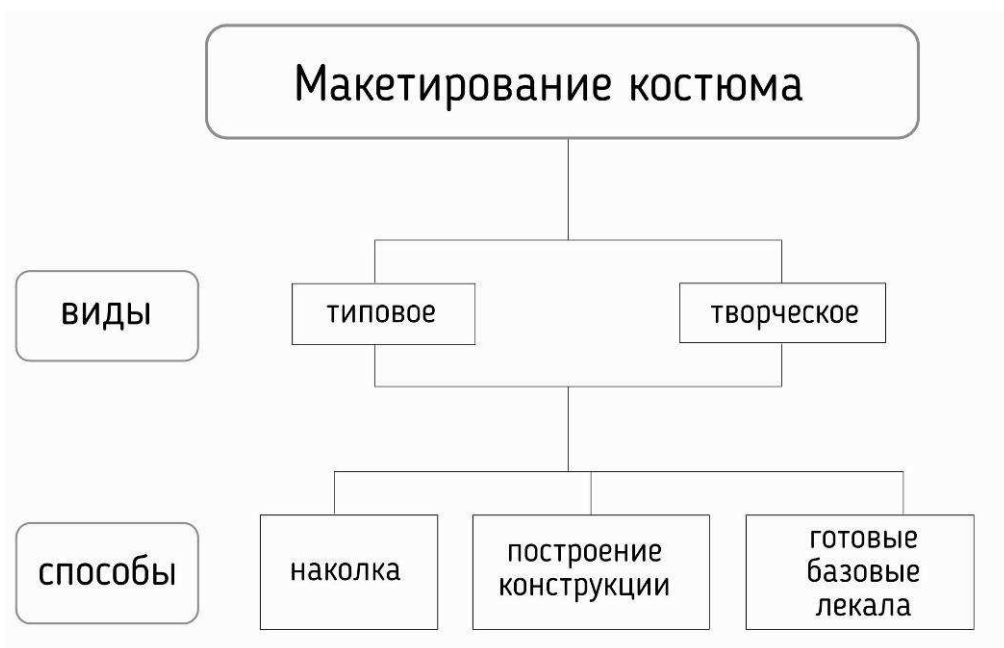 Макетирование костюма
виды
типовое
творческое
способы
наколка
построение
конструкции
готовые
базовые
лекала